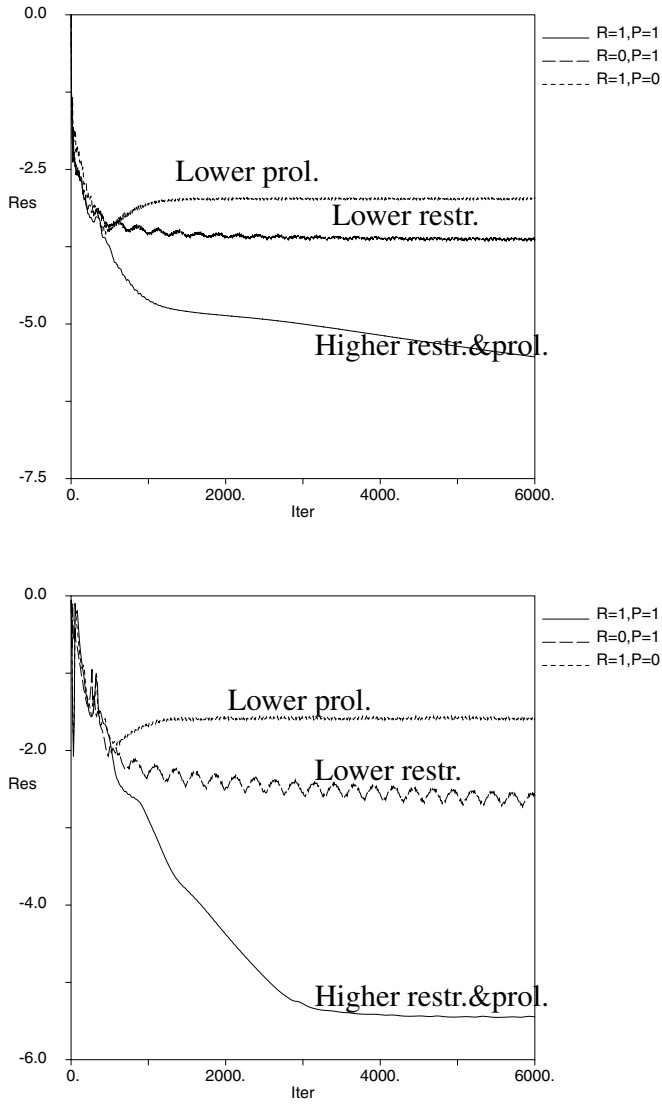 0.0
R=1,P=1
R=0,P=1
R=1,P=0
-2.5
Lower prol.
Res
Lower restr.
-5.0
Higher restr.&prol.
-7.5
0. 2000. 4000. 6000.
Iter
0.0
R=1,P=1
R=0,P=1
R=1,P=0
Lower prol.
-2.0
Lower restr.
Res
-4.0
Higher restr.&prol.
-6.0
0. 2000. 4000. 6000.
Iter